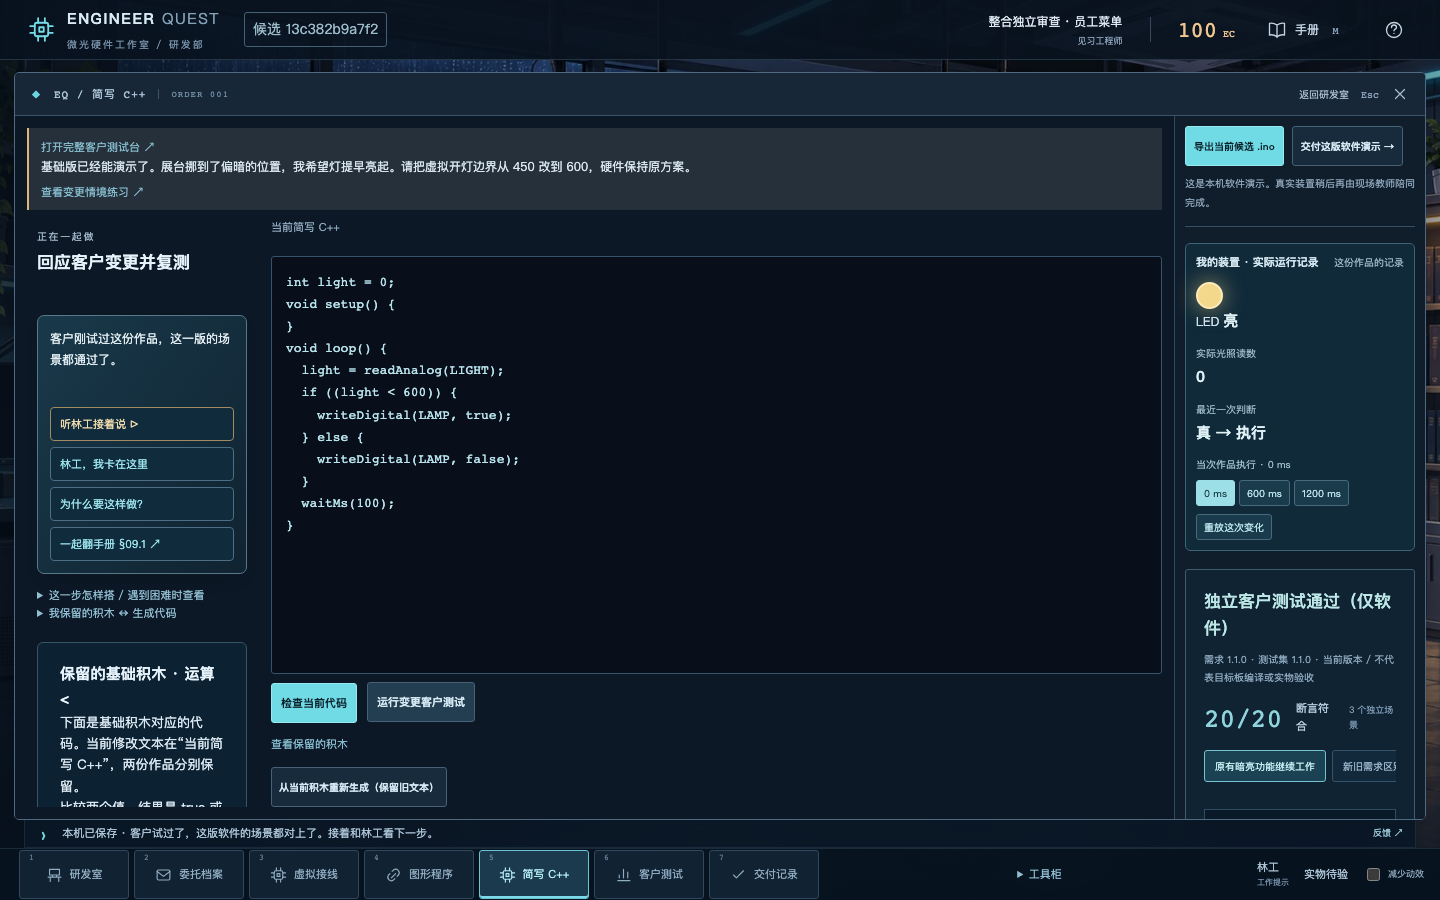 ENGINEER QUEST
微光硬件工作室 / 研发部
候选 13c382b9a7f2
整合独立审查 · 员工菜单
见习工程师
100 EC
手册 M
EQ / 简写 C++
ORDER 001
返回研发室 Esc
打开完整客户测试台 ↗
基础版已经能演示了。展台挪到了偏暗的位置，我希望灯提早亮起。请把虚拟开灯边界从 450 改到 600，硬件保持原方案。
查看变更情境练习 ↗
正在一起做
回应客户变更并复测
客户刚试过这份作品，这一版的场
景都通过了。
听林工接着说 ▷
林工，我卡在这里
为什么要这样做？
一起翻手册 §09.1 ↗
▶ 这一步怎样搭 / 遇到困难时查看
▶ 我保留的积木 ↔ 生成代码
保留的基础积木 · 运算
<
下面是基础积木对应的代
码。当前修改文本在“当前简
写 C++”，两份作品分别保
留。
比较两个值，结果是 true 或
当前简写 C++
int light = 0;
void setup() {
}
void loop() {
  light = readAnalog(LIGHT);
  if ((light < 600)) {
    writeDigital(LAMP, true);
  } else {
    writeDigital(LAMP, false);
  }
  waitMs(100);
}
检查当前代码
运行变更客户测试
查看保留的积木
从当前积木重新生成（保留旧文本）
导出当前候选 .ino
交付这版软件演示 →
这是本机软件演示。真实装置稍后再由现场教师陪同
完成。
我的装置 · 实际运行记录
这份作品的记录
LED 亮
实际光照读数
0
最近一次判断
真 → 执行
当次作品执行 · 0 ms
0 ms
600 ms
1200 ms
重放这次变化
独立客户测试通过（仅软
件）
需求 1.1.0 · 测试集 1.1.0 · 当前版本 / 不代
表目标板编译或实物验收
20/20
断言符
合
3 个独立场
景
原有暗亮功能继续工作
新旧需求区别
本机已保存 · 客户试过了，这版软件的场景都对上了。接着和林工看下一步。
反馈 ↗
1 研发室
2 委托档案
3 虚拟接线
4 图形程序
5 简写 C++
6 客户测试
7 交付记录
▶ 工具柜
林工
工作提示
实物待验
减少动效